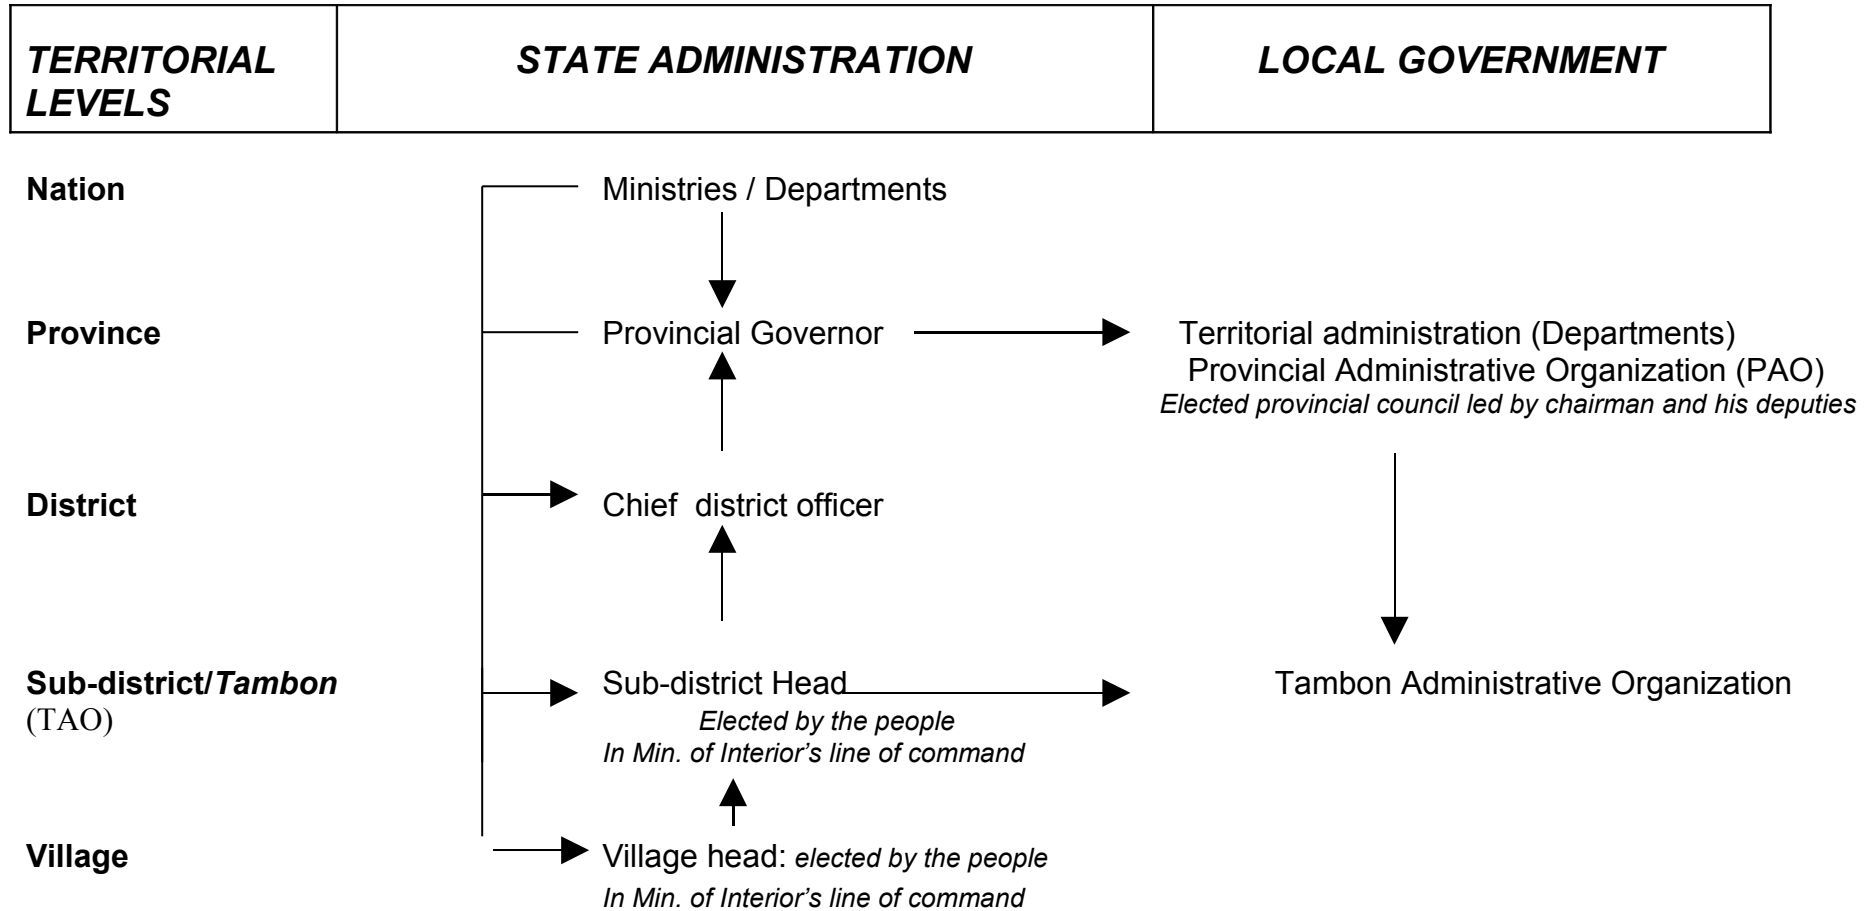 TERRITORIAL
LEVELS
STATE ADMINISTRATION
LOCAL GOVERNMENT
Nation
Ministries / Departments
Province
Provincial Governor
Territorial administration (Departments)
Provincial Administrative Organization (PAO)
Elected provincial council led by chairman and his deputies
District
Chief district officer
Sub-district/Tambon
(TAO)
Sub-district Head
Elected by the people
In Min. of Interior’s line of command
Tambon Administrative Organization
Village
Village head: elected by the people
In Min. of Interior’s line of command